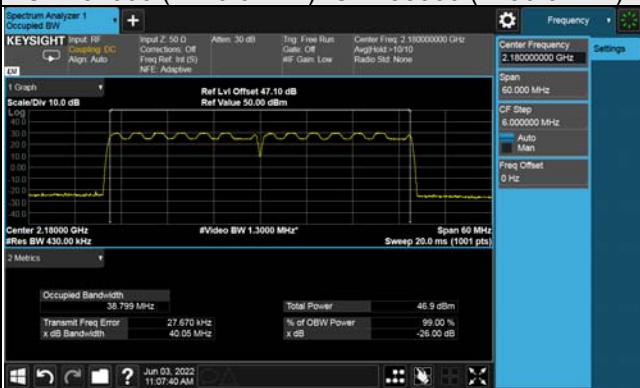 Spectrum Analyzer 1
Occupied BW
Frequency
KEYSIGHT
Input: RF
Coupling: DC
Align: Auto
Input Z: 50 Ω
Corrections: Off
Freq Ref: Int (S)
NFE: Adaptive
Atten: 30 dB
Trig: Free Run
Gate: Off
#IF Gain: Low
Center Freq: 2.180000000 GHz
Avg|Hold:>10/10
Radio Std: None
Center Frequency
2.180000000 GHz
Settings
Span
60.000 MHz
CF Step
6.000000 MHz
Auto
Man
Freq Offset
0 Hz
1 Graph
Scale/Div 10.0 dB
Ref Lvl Offset 47.10 dB
Ref Value 50.00 dBm
Log
40.0
30.0
20.0
10.0
0.00
-10.0
-20.0
-30.0
-40.0
Center 2.18000 GHz
#Res BW 430.00 kHz
#Video BW 1.3000 MHz*
Span 60 MHz
Sweep 20.0 ms (1001 pts)
2 Metrics
Occupied Bandwidth
38.799 MHz
Total Power
46.9 dBm
Transmit Freq Error
27.670 kHz
% of OBW Power
99.00 %
x dB Bandwidth
40.05 MHz
x dB
-26.00 dB
Jun 03, 2022
11:07:40 AM